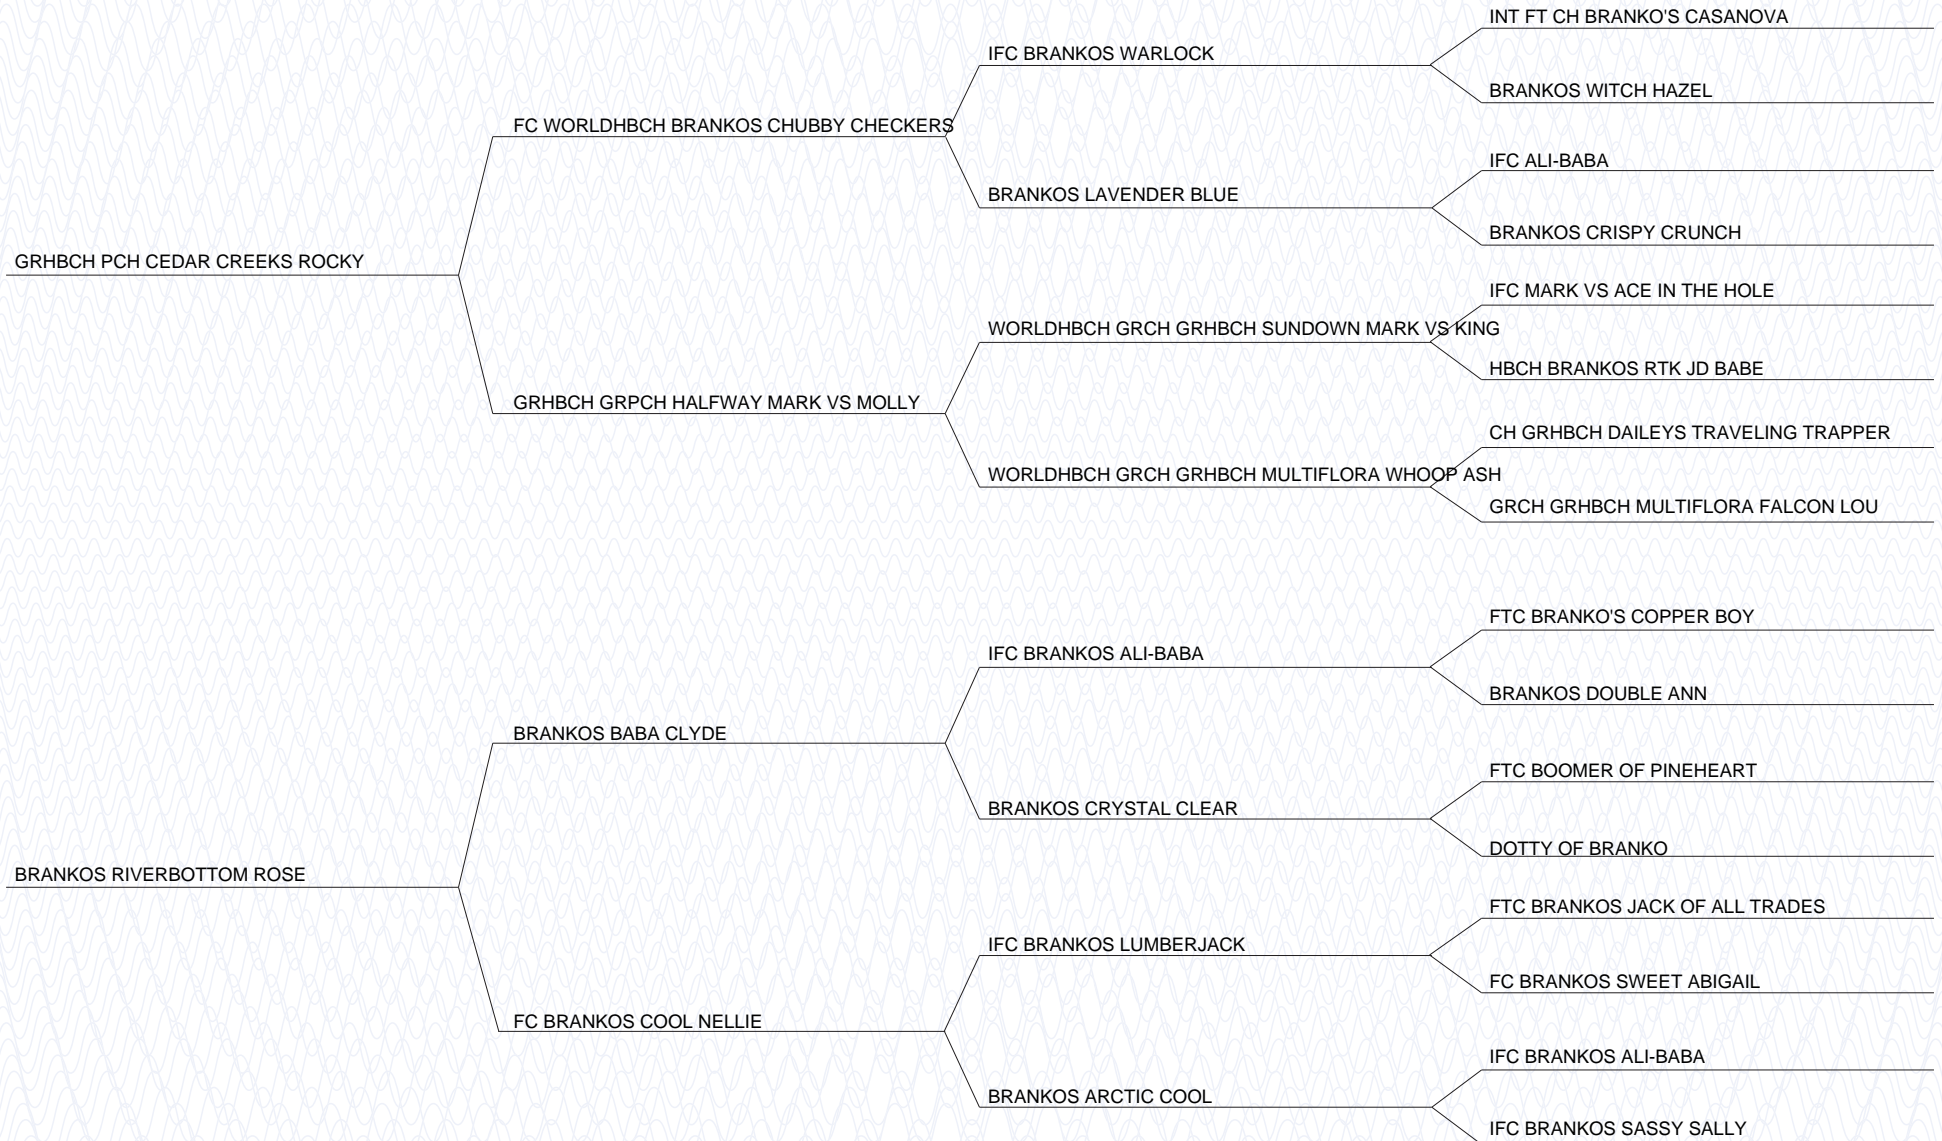 INT FT CH BRANKO'S CASANOVA
IFC BRANKOS WARLOCK
BRANKOS WITCH HAZEL
FC WORLDHBCH BRANKOS CHUBBY CHECKERS
IFC ALI-BABA
BRANKOS LAVENDER BLUE
BRANKOS CRISPY CRUNCH
GRHBCH PCH CEDAR CREEKS ROCKY
IFC MARK VS ACE IN THE HOLE
WORLDHBCH GRCH GRHBCH SUNDOWN MARK VS KING
HBCH BRANKOS RTK JD BABE
GRHBCH GRPCH HALFWAY MARK VS MOLLY
CH GRHBCH DAILEYS TRAVELING TRAPPER
WORLDHBCH GRCH GRHBCH MULTIFLORA WHOOP ASH
GRCH GRHBCH MULTIFLORA FALCON LOU
FTC BRANKO'S COPPER BOY
IFC BRANKOS ALI-BABA
BRANKOS DOUBLE ANN
BRANKOS BABA CLYDE
FTC BOOMER OF PINEHEART
BRANKOS CRYSTAL CLEAR
DOTTY OF BRANKO
BRANKOS RIVERBOTTOM ROSE
FTC BRANKOS JACK OF ALL TRADES
IFC BRANKOS LUMBERJACK
FC BRANKOS SWEET ABIGAIL
FC BRANKOS COOL NELLIE
IFC BRANKOS ALI-BABA
BRANKOS ARCTIC COOL
IFC BRANKOS SASSY SALLY